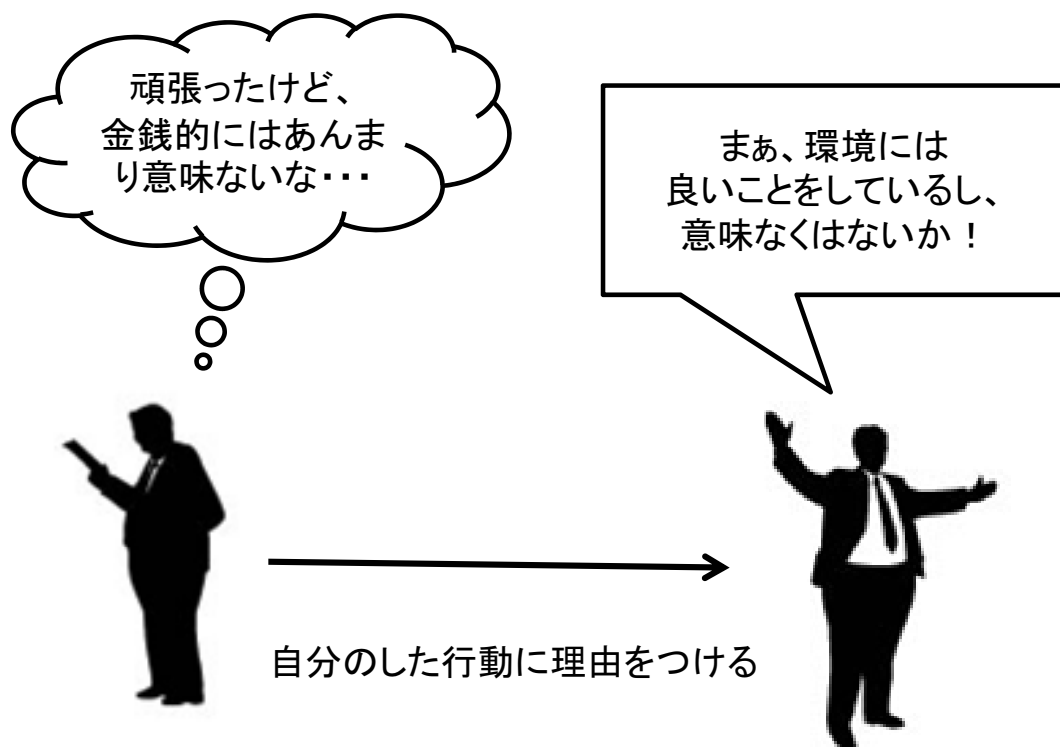 頑張ったけど、
金銭的にはあんま
り意味ないな・・・
まぁ、環境には
良いことをしているし、
意味なくはないか！
自分のした行動に理由をつける